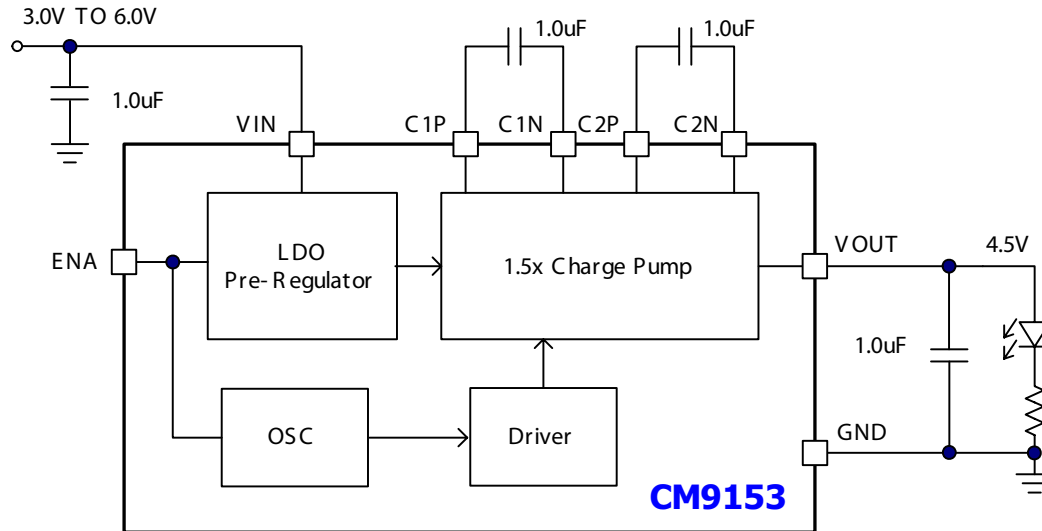 3.0V TO 6.0V
1.0uF
1.0uF
1.0uF
VIN
C1P
C1N
C2P
C2N
ENA
LDO
Pre-Regulator
1.5x Charge Pump
VOUT
4.5V
1.0uF
OSC
Driver
GND
CM9153